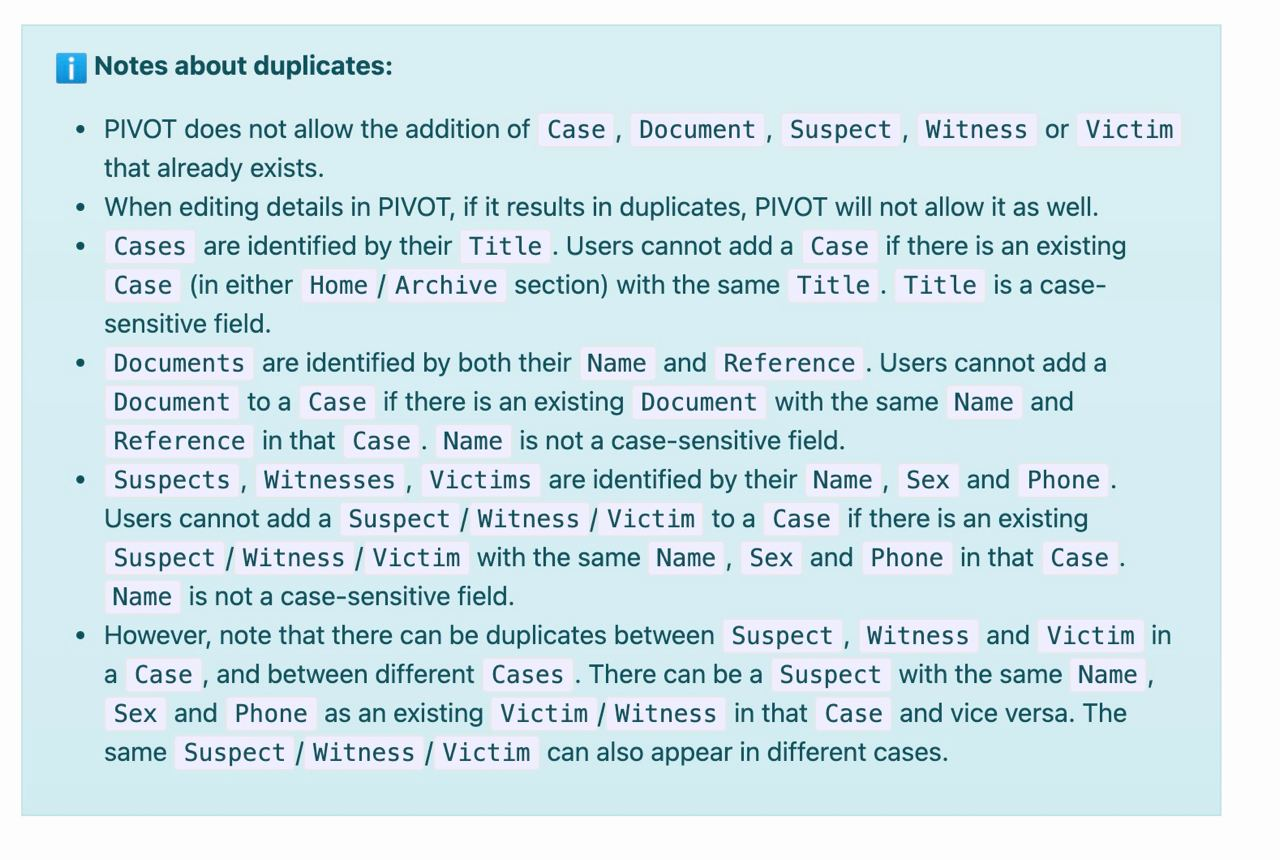 ℹ️ Notes about duplicates:
• PIVOT does not allow the addition of Case, Document, Suspect, Witness or Victim
that already exists.
• When editing details in PIVOT, if it results in duplicates, PIVOT will not allow it as well.
• Cases are identified by their Title. Users cannot add a Case if there is an existing
Case (in either Home/Archive section) with the same Title. Title is a case-
sensitive field.
• Documents are identified by both their Name and Reference. Users cannot add a
Document to a Case if there is an existing Document with the same Name and
Reference in that Case. Name is not a case-sensitive field.
• Suspects, Witnesses, Victims are identified by their Name, Sex and Phone.
Users cannot add a Suspect/Witness/Victim to a Case if there is an existing
Suspect/Witness/Victim with the same Name, Sex and Phone in that Case.
Name is not a case-sensitive field.
• However, note that there can be duplicates between Suspect, Witness and Victim in
a Case, and between different Cases. There can be a Suspect with the same Name,
Sex and Phone as an existing Victim/Witness in that Case and vice versa. The
same Suspect/Witness/Victim can also appear in different cases.